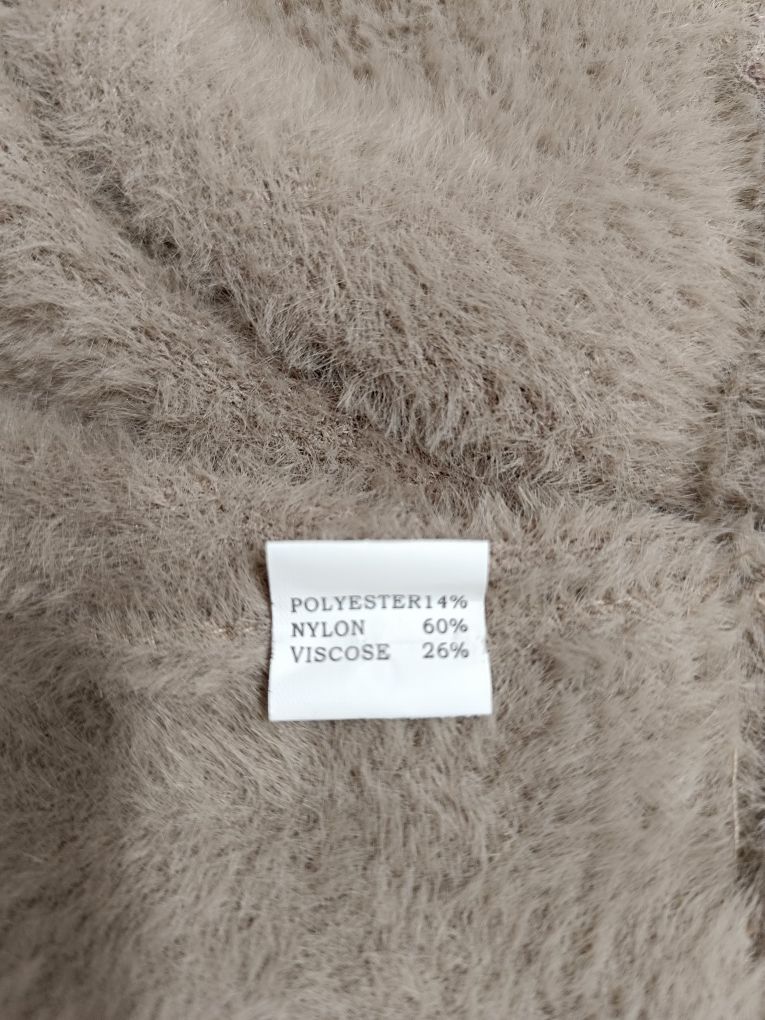 POLYESTER14%
NYLON 60%
VISCOSE 26%